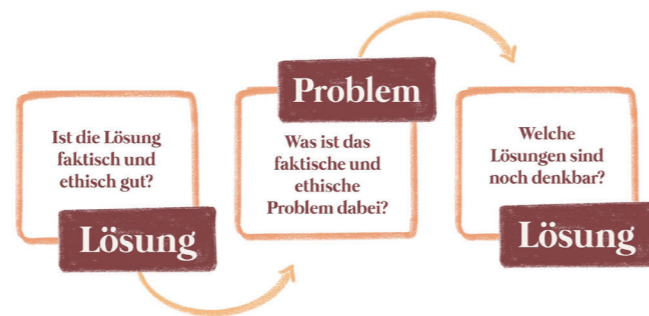 Ist die Lösung
faktisch und
ethisch gut?
Lösung
Problem
Was ist das
faktische und
ethische
Problem dabei?
Welche
Lösungen sind
noch denkbar?
Lösung